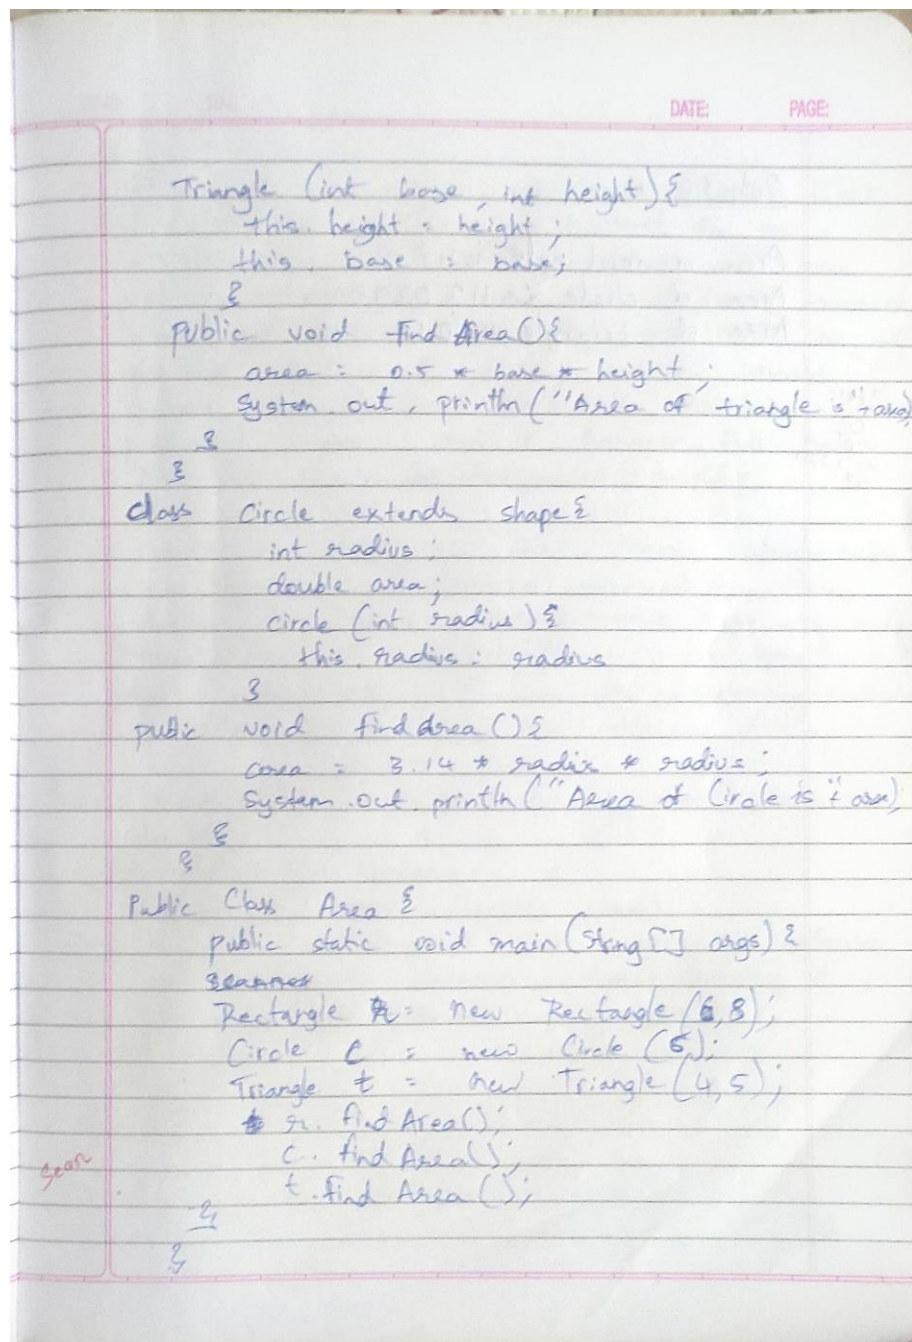 DATE: PAGE:
Triangle (int base, int height){
this. height = height;
this. base = base;
}
public void find Area(){
area = 0.5 * base * height;
System. out. println("Area of triangle is"+area)
}
}
class Circle extends shape{
int radius;
double area;
circle (int radius){
this. radius = radius
}
public void find Area (){
area = 3.14 * radius * radius;
System.out.println("Area of Circle is"+ area);
}
}
Public Class Area {
public static void main (String [] args) {
scanner
Rectangle r = new Rectangle (6,8);
Circle C = new Circle (5);
Triangle t = new Triangle (4,5);
r. find Area();
C. find Area();
t. find Area ();
Scan
}
}